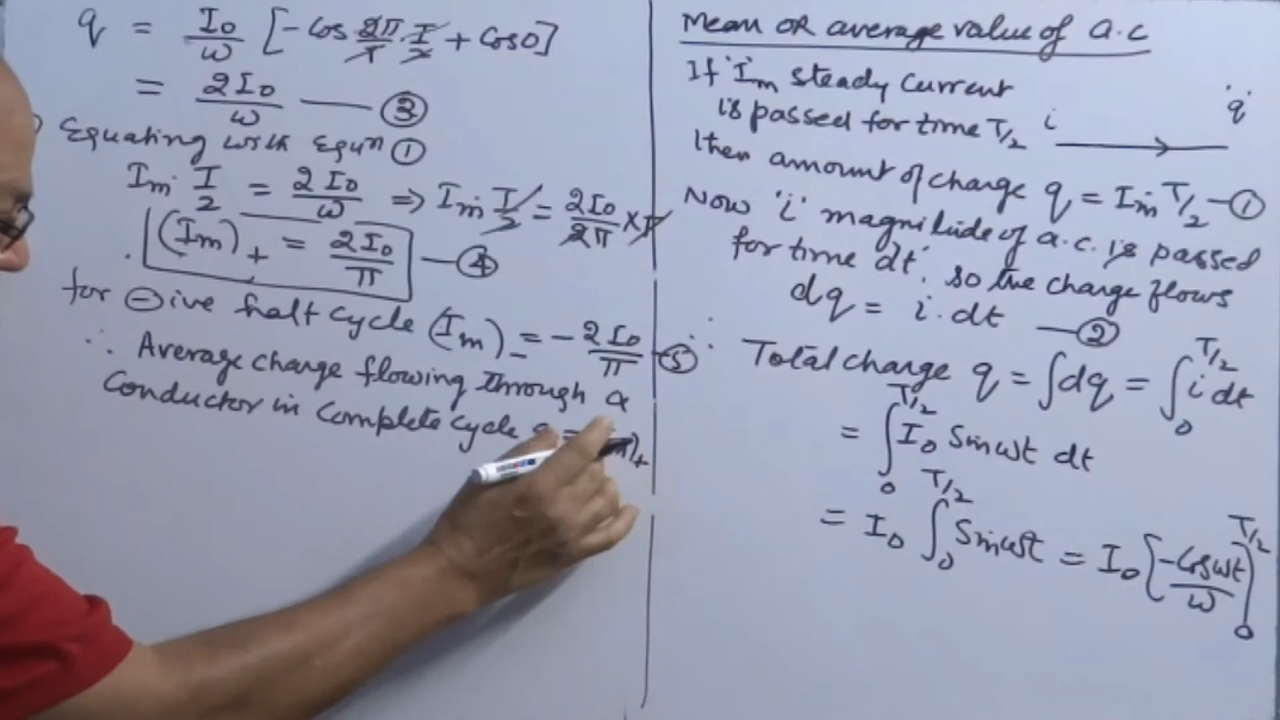 Mean OR average value of a.c
If 'Im steady current
is passed for time T/2
i
'q'
then amount of charge q = Im T/2 — ①
Now 'i' magnitude of a.c. is passed
for time 'dt'. so the charge flows
dq = i.dt — ②
∴ Total charge q = ∫dq = ∫₀^{T/2} i dt
= ∫₀^{T/2} I₀ Sinωt dt
= I₀ ∫₀^{T/2} Sinωt = I₀ [-Cosωt/ω]₀^{T/2}
q = I₀/ω [-Cos 2π/T · T/2 + Cos0]
= 2I₀/ω — ③
Equating with Equn ①
Im · T/2 = 2I₀/ω ⇒ Im T/2 = 2I₀/2π × T
(Im)+ = 2I₀/π — ④
for ⊖ive half cycle (Im)- = -2I₀/π — ⑤
∴ Average charge flowing through a
Conductor in Complete cycle =